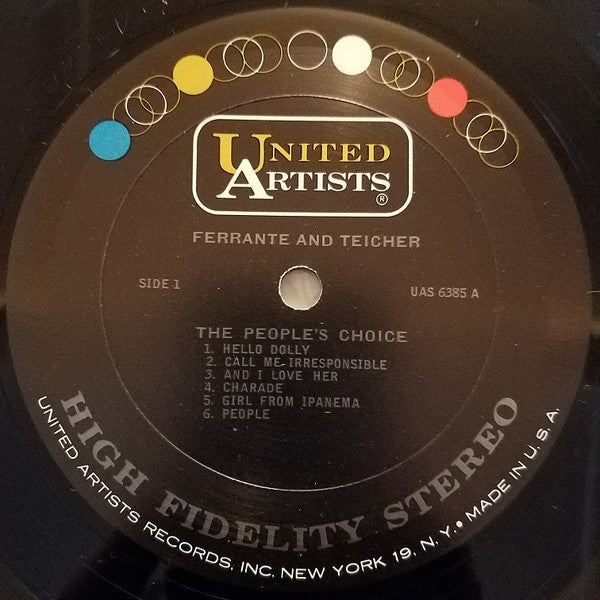 UNITED
ARTISTS
®
FERRANTE AND TEICHER
SIDE 1
UAS 6385 A
THE PEOPLE'S CHOICE
1. HELLO DOLLY
2. CALL ME IRRESPONSIBLE
3. AND I LOVE HER
4. CHARADE
5. GIRL FROM IPANEMA
6. PEOPLE
HIGH FIDELITY STEREO
UNITED ARTISTS RECORDS, INC. NEW YORK 19, N. Y. • MADE IN U. S. A.